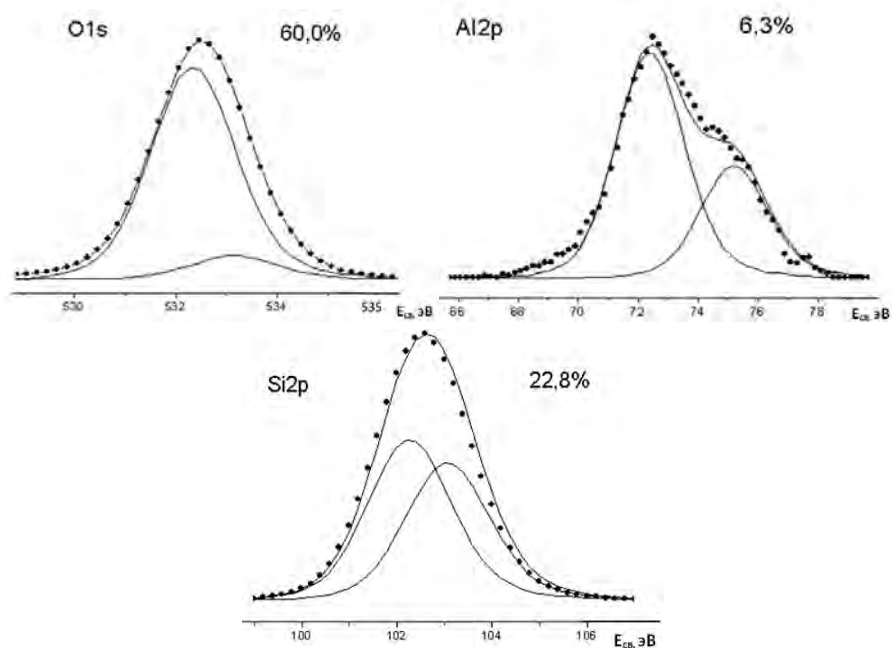 O1s 60,0%
530 532 534 535 Eсв, эВ
Al2p 6,3%
66 68 70 72 74 76 78 Eсв, эВ
Si2p 22,8%
100 102 104 106 Eсв, эВ